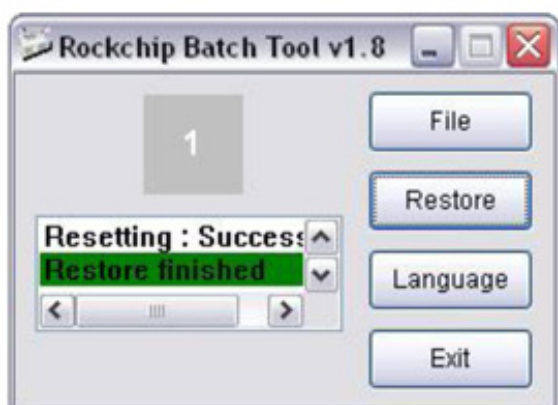 Rockchip Batch Tool v1.8
1
File
Restore
Language
Exit
Resetting : Success
Restore finished